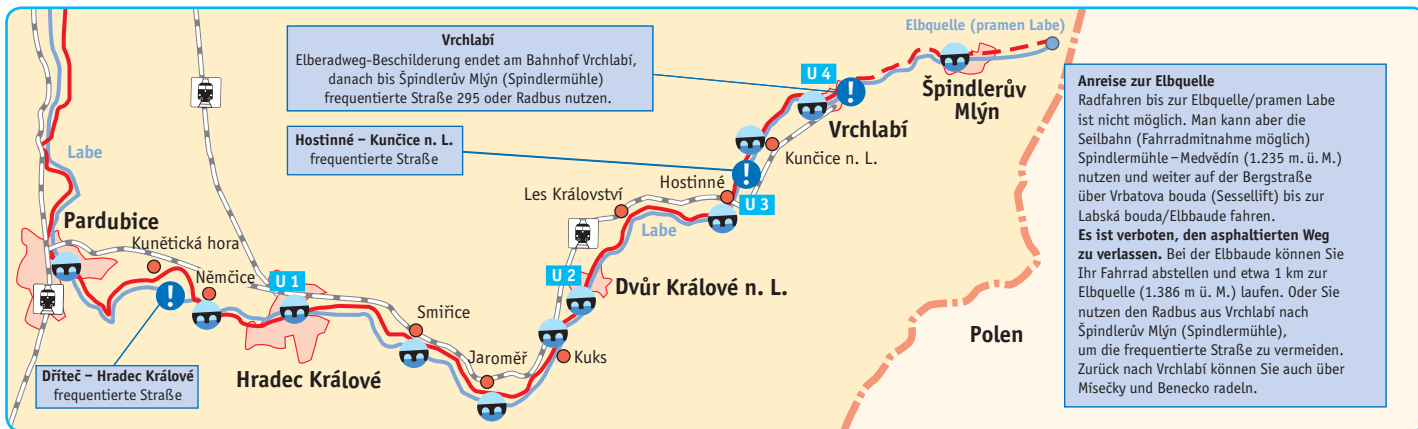 Elbquelle (pramen Labe)
Vrchlabí
Elberadweg-Beschilderung endet am Bahnhof Vrchlabí,
danach bis Špindlerův Mlýn (Spindlermühle)
frequentierte Straße 295 oder Radbus nutzen.
U 4
Špindlerův
Mlýn
Vrchlabí
Hostinné – Kunčice n. L.
frequentierte Straße
Kunčice n. L.
Labe
Hostinné
Les Království
U 3
Labe
Pardubice
Kunětická hora
Němčice
U 1
U 2
Dvůr Králové n. L.
Smiřice
Jaroměř
Kuks
Polen
Hradec Králové
Dříteč – Hradec Králové
frequentierte Straße
Anreise zur Elbquelle
Radfahren bis zur Elbquelle/pramen Labe
ist nicht möglich. Man kann aber die
Seilbahn (Fahrradmitnahme möglich)
Spindlermühle – Medvědín (1.235 m. ü. M.)
nutzen und weiter auf der Bergstraße
über Vrbatova bouda (Sessellift) bis zur
Labská bouda/Elbbaude fahren.
Es ist verboten, den asphaltierten Weg
zu verlassen. Bei der Elbbaude können Sie
Ihr Fahrrad abstellen und etwa 1 km zur
Elbquelle (1.386 m ü. M.) laufen. Oder Sie
nutzen den Radbus aus Vrchlabí nach
Špindlerův Mlýn (Spindlermühle),
um die frequentierte Straße zu vermeiden.
Zurück nach Vrchlabí können Sie auch über
Mísečky und Benecko radeln.